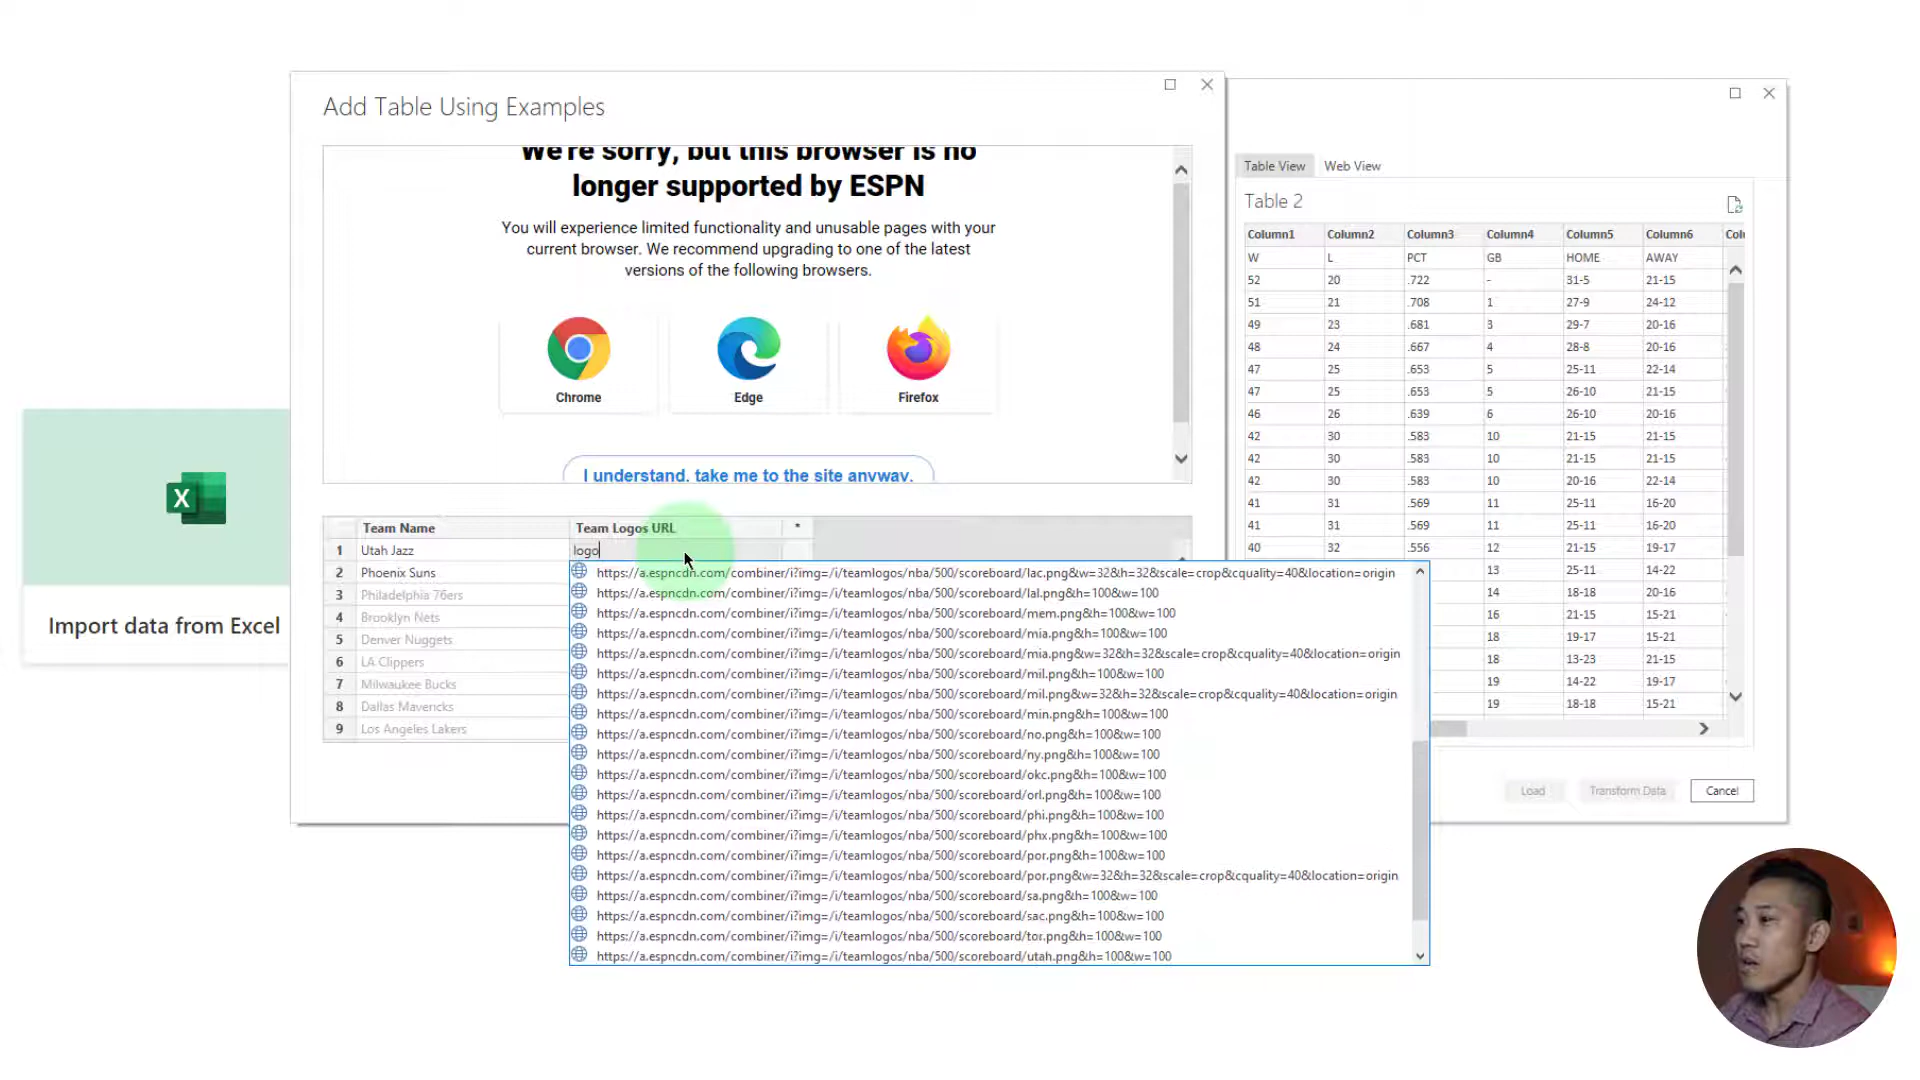 Add Table Using Examples
We're sorry, but this browser is no
longer supported by ESPN
You will experience limited functionality and unusable pages with your
current browser. We recommend upgrading to one of the latest
versions of the following browsers.
Chrome Edge Firefox
I understand, take me to the site anyway.
Team Name Team Logos URL *
1 Utah Jazz logo
2 Phoenix Suns
3 Philadelphia 76ers
4 Brooklyn Nets
5 Denver Nuggets
6 LA Clippers
7 Milwaukee Bucks
8 Dallas Mavericks
9 Los Angeles Lakers
https://a.espncdn.com/combiner/i?img=/i/teamlogos/nba/500/scoreboard/lac.png&w=32&h=32&scale=crop&cquality=40&location=origin
https://a.espncdn.com/combiner/i?img=/i/teamlogos/nba/500/scoreboard/lal.png&h=100&w=100
https://a.espncdn.com/combiner/i?img=/i/teamlogos/nba/500/scoreboard/mem.png&h=100&w=100
https://a.espncdn.com/combiner/i?img=/i/teamlogos/nba/500/scoreboard/mia.png&h=100&w=100
https://a.espncdn.com/combiner/i?img=/i/teamlogos/nba/500/scoreboard/mia.png&w=32&h=32&scale=crop&cquality=40&location=origin
https://a.espncdn.com/combiner/i?img=/i/teamlogos/nba/500/scoreboard/mil.png&h=100&w=100
https://a.espncdn.com/combiner/i?img=/i/teamlogos/nba/500/scoreboard/mil.png&w=32&h=32&scale=crop&cquality=40&location=origin
https://a.espncdn.com/combiner/i?img=/i/teamlogos/nba/500/scoreboard/min.png&h=100&w=100
https://a.espncdn.com/combiner/i?img=/i/teamlogos/nba/500/scoreboard/no.png&h=100&w=100
https://a.espncdn.com/combiner/i?img=/i/teamlogos/nba/500/scoreboard/ny.png&h=100&w=100
https://a.espncdn.com/combiner/i?img=/i/teamlogos/nba/500/scoreboard/okc.png&h=100&w=100
https://a.espncdn.com/combiner/i?img=/i/teamlogos/nba/500/scoreboard/orl.png&h=100&w=100
https://a.espncdn.com/combiner/i?img=/i/teamlogos/nba/500/scoreboard/phi.png&h=100&w=100
https://a.espncdn.com/combiner/i?img=/i/teamlogos/nba/500/scoreboard/phx.png&h=100&w=100
https://a.espncdn.com/combiner/i?img=/i/teamlogos/nba/500/scoreboard/por.png&h=100&w=100
https://a.espncdn.com/combiner/i?img=/i/teamlogos/nba/500/scoreboard/por.png&w=32&h=32&scale=crop&cquality=40&location=origin
https://a.espncdn.com/combiner/i?img=/i/teamlogos/nba/500/scoreboard/sa.png&h=100&w=100
https://a.espncdn.com/combiner/i?img=/i/teamlogos/nba/500/scoreboard/sac.png&h=100&w=100
https://a.espncdn.com/combiner/i?img=/i/teamlogos/nba/500/scoreboard/tor.png&h=100&w=100
https://a.espncdn.com/combiner/i?img=/i/teamlogos/nba/500/scoreboard/utah.png&h=100&w=100
X
Import data from Excel
Table View Web View
Table 2
Column1 Column2 Column3 Column4 Column5 Column6 Colu
W L PCT GB HOME AWAY
52 20 .722 - 31-5 21-15
51 21 .708 1 27-9 24-12
49 23 .681 3 29-7 20-16
48 24 .667 4 28-8 20-16
47 25 .653 5 25-11 22-14
47 25 .653 5 26-10 21-15
46 26 .639 6 26-10 20-16
42 30 .583 10 21-15 21-15
42 30 .583 10 21-15 21-15
42 30 .583 10 20-16 22-14
41 31 .569 11 25-11 16-20
41 31 .569 11 25-11 16-20
40 32 .556 12 21-15 19-17
13 25-11 14-22
14 18-18 20-16
16 21-15 15-21
18 19-17 15-21
18 13-23 21-15
19 14-22 19-17
19 18-18 15-21
Load Transform Data Cancel